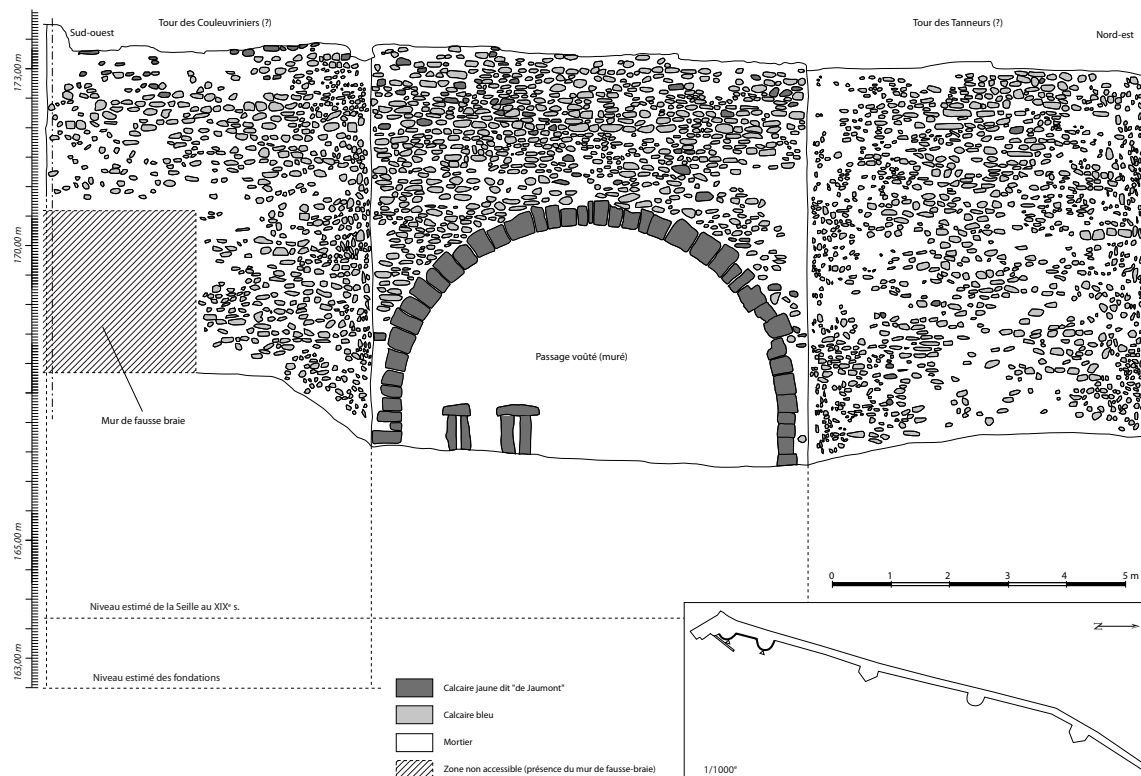 Tour des Couleuvriniers (?)
Tour des Tanneurs (?)
Sud-ouest
Nord-est
173,00 m
170,00 m
Passage voûté (muré)
Mur de fausse braie
165,00 m
0 1 2 3 4 5 m
Niveau estimé de la Seille au XIXᵉ s.
Z
163,00 m
Niveau estimé des fondations
Calcaire jaune dit "de Jaumont"
Calcaire bleu
Mortier
Zone non accessible (présence du mur de fausse-braie)
1/1000°